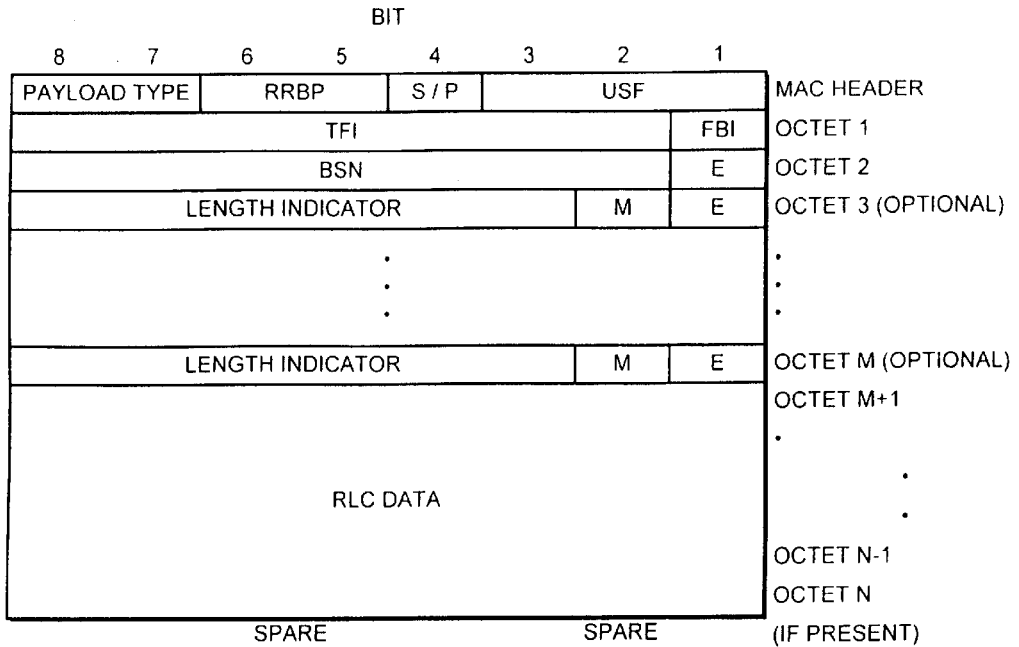 BIT
8 7 6 5 4 3 2 1
PAYLOAD TYPE RRBP S / P USF MAC HEADER
TFI FBI OCTET 1
BSN E OCTET 2
LENGTH INDICATOR M E OCTET 3 (OPTIONAL)
LENGTH INDICATOR M E OCTET M (OPTIONAL)
OCTET M+1
RLC DATA
OCTET N-1
OCTET N
SPARE SPARE (IF PRESENT)